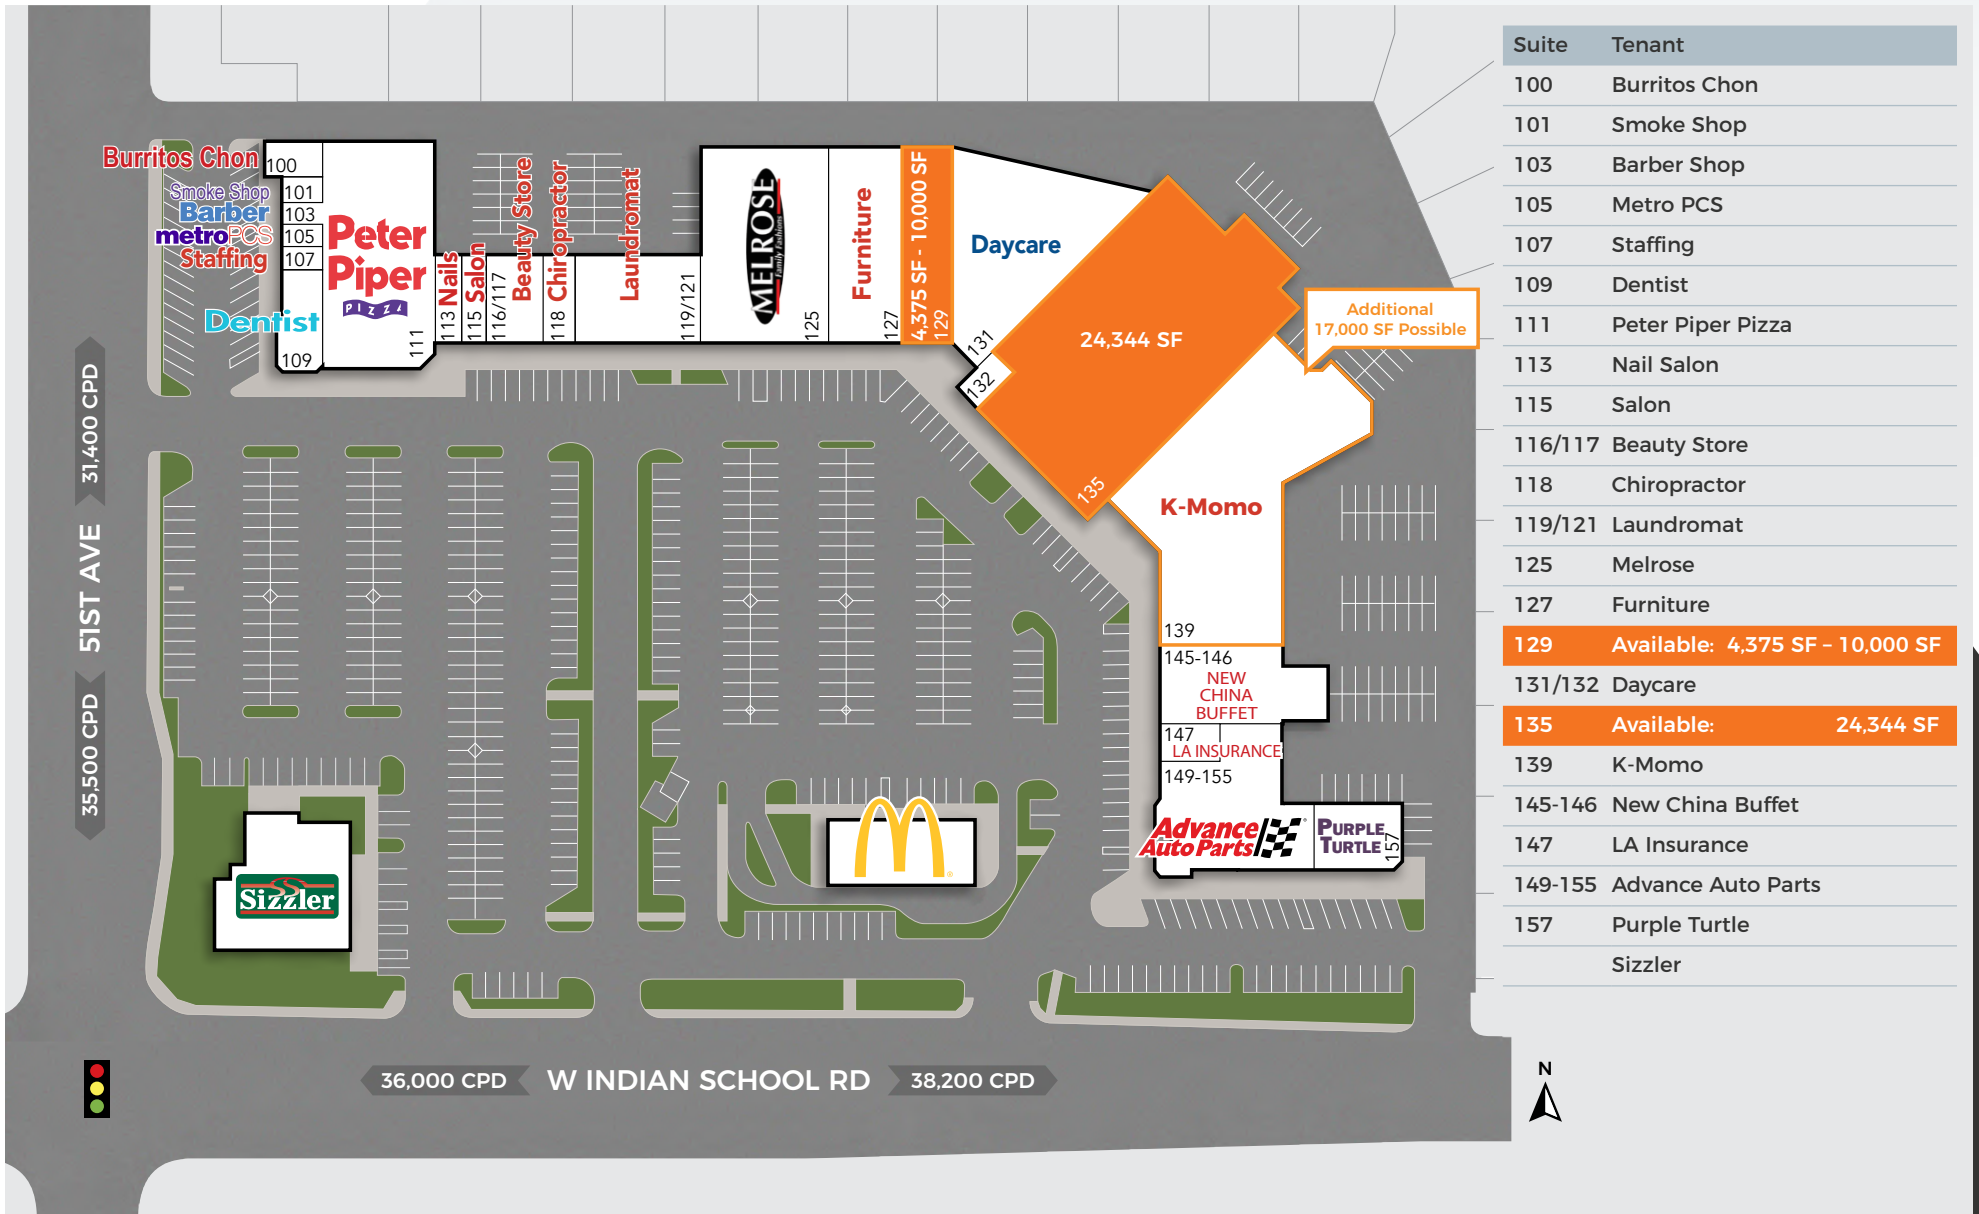 Burritos Chon
Smoke Shop
Barber
metroPCS
Staffing
Dentist
100
101
103
105
107
109
Peter
Piper
PIZZA
111
113 Nails
115 Salon
116/117
Beauty Store
118 Chiropractor
Laundromat
119/121
MELROSE
Family Fashions
125
Furniture
127
4,375 SF - 10,000 SF
129
Daycare
131
132
24,344 SF
135
Additional
17,000 SF Possible
K-Momo
139
145-146
NEW
CHINA
BUFFET
147
LA INSURANCE
149-155
Advance
Auto Parts
PURPLE
TURTLE
157
Sizzler
31,400 CPD
51ST AVE
35,500 CPD
36,000 CPD
W INDIAN SCHOOL RD
38,200 CPD
N
Suite Tenant
100 Burritos Chon
101 Smoke Shop
103 Barber Shop
105 Metro PCS
107 Staffing
109 Dentist
111 Peter Piper Pizza
113 Nail Salon
115 Salon
116/117 Beauty Store
118 Chiropractor
119/121 Laundromat
125 Melrose
127 Furniture
129 Available: 4,375 SF – 10,000 SF
131/132 Daycare
135 Available: 24,344 SF
139 K-Momo
145-146 New China Buffet
147 LA Insurance
149-155 Advance Auto Parts
157 Purple Turtle
Sizzler